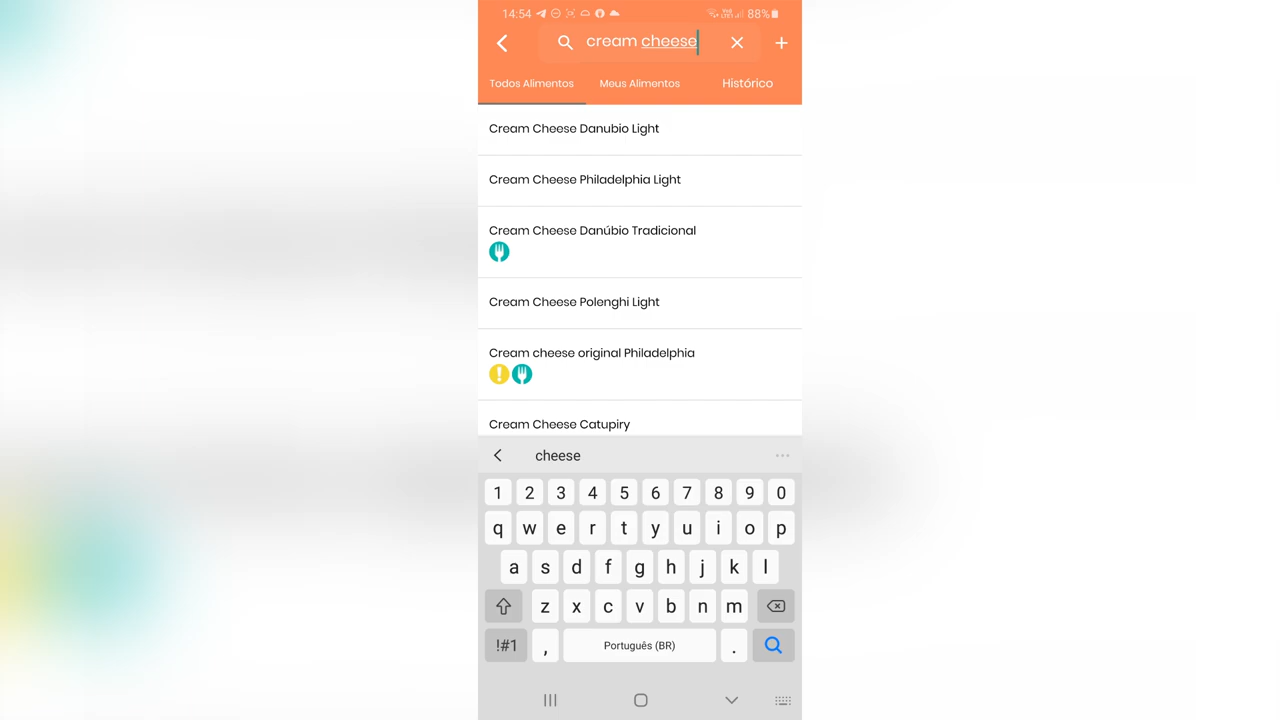 14:54 88%
cream cheese
Todos Alimentos Meus Alimentos Histórico
Cream Cheese Danubio Light
Cream Cheese Philadelphia Light
Cream Cheese Danúbio Tradicional
Cream Cheese Polenghi Light
Cream cheese original Philadelphia
Cream Cheese Catupiry
cheese
1 2 3 4 5 6 7 8 9 0
q w e r t y u i o p
a s d f g h j k l
z x c v b n m
!#1 , Português (BR) .